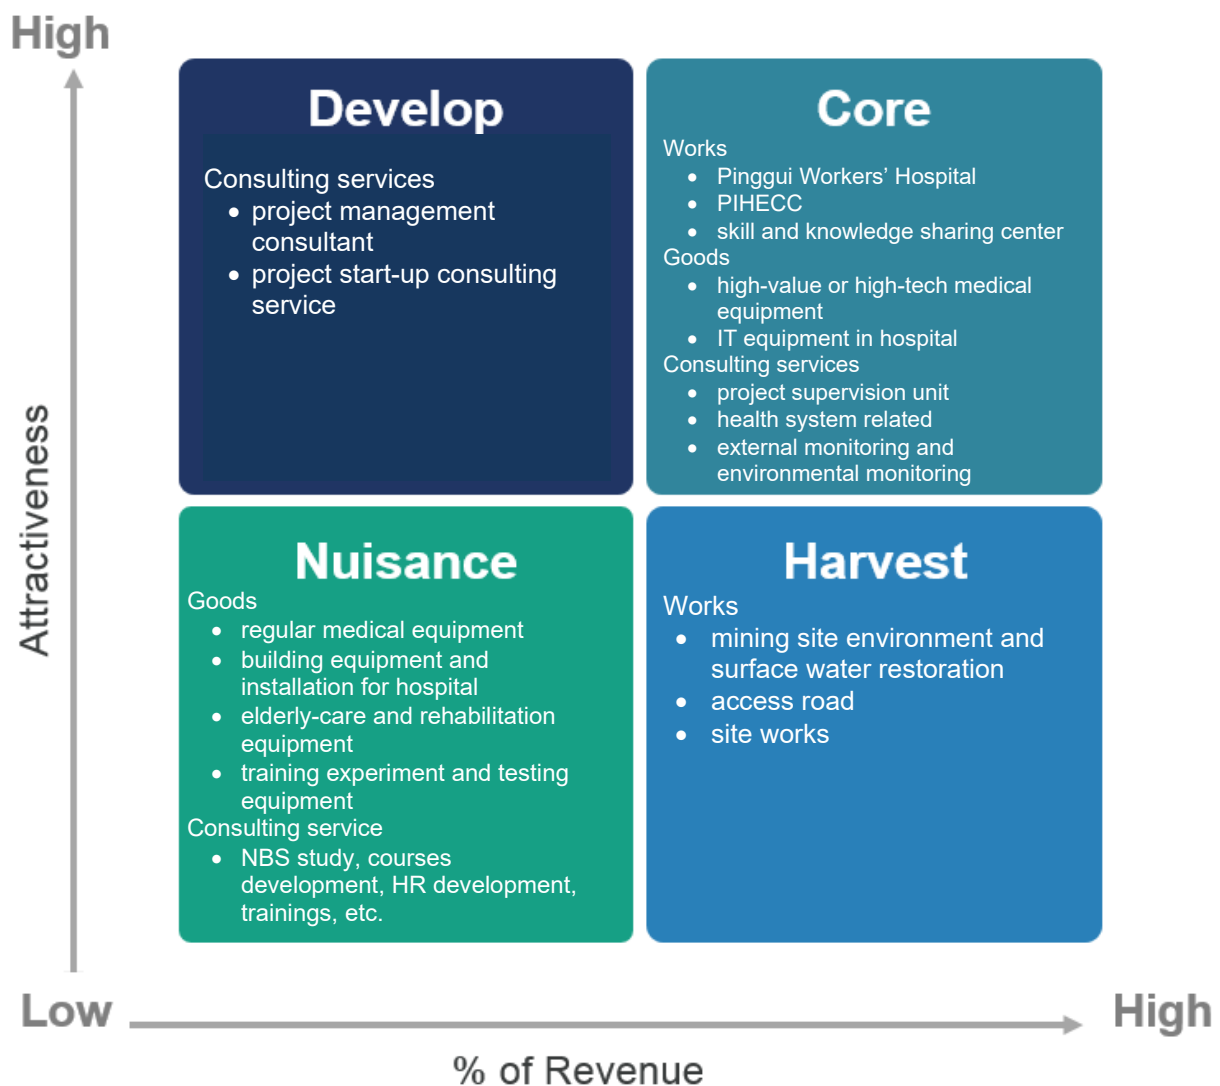 High
Develop
Consulting services
• project management
consultant
• project start-up consulting
service
Core
Works
• Pinggui Workers’ Hospital
• PIHECC
• skill and knowledge sharing center
Goods
• high-value or high-tech medical
equipment
• IT equipment in hospital
Consulting services
• project supervision unit
• health system related
• external monitoring and
environmental monitoring
Attractiveness
Nuisance
Goods
• regular medical equipment
• building equipment and
installation for hospital
• elderly-care and rehabilitation
equipment
• training experiment and testing
equipment
Consulting service
• NBS study, courses
development, HR development,
trainings, etc.
Harvest
Works
• mining site environment and
surface water restoration
• access road
• site works
Low
High
% of Revenue